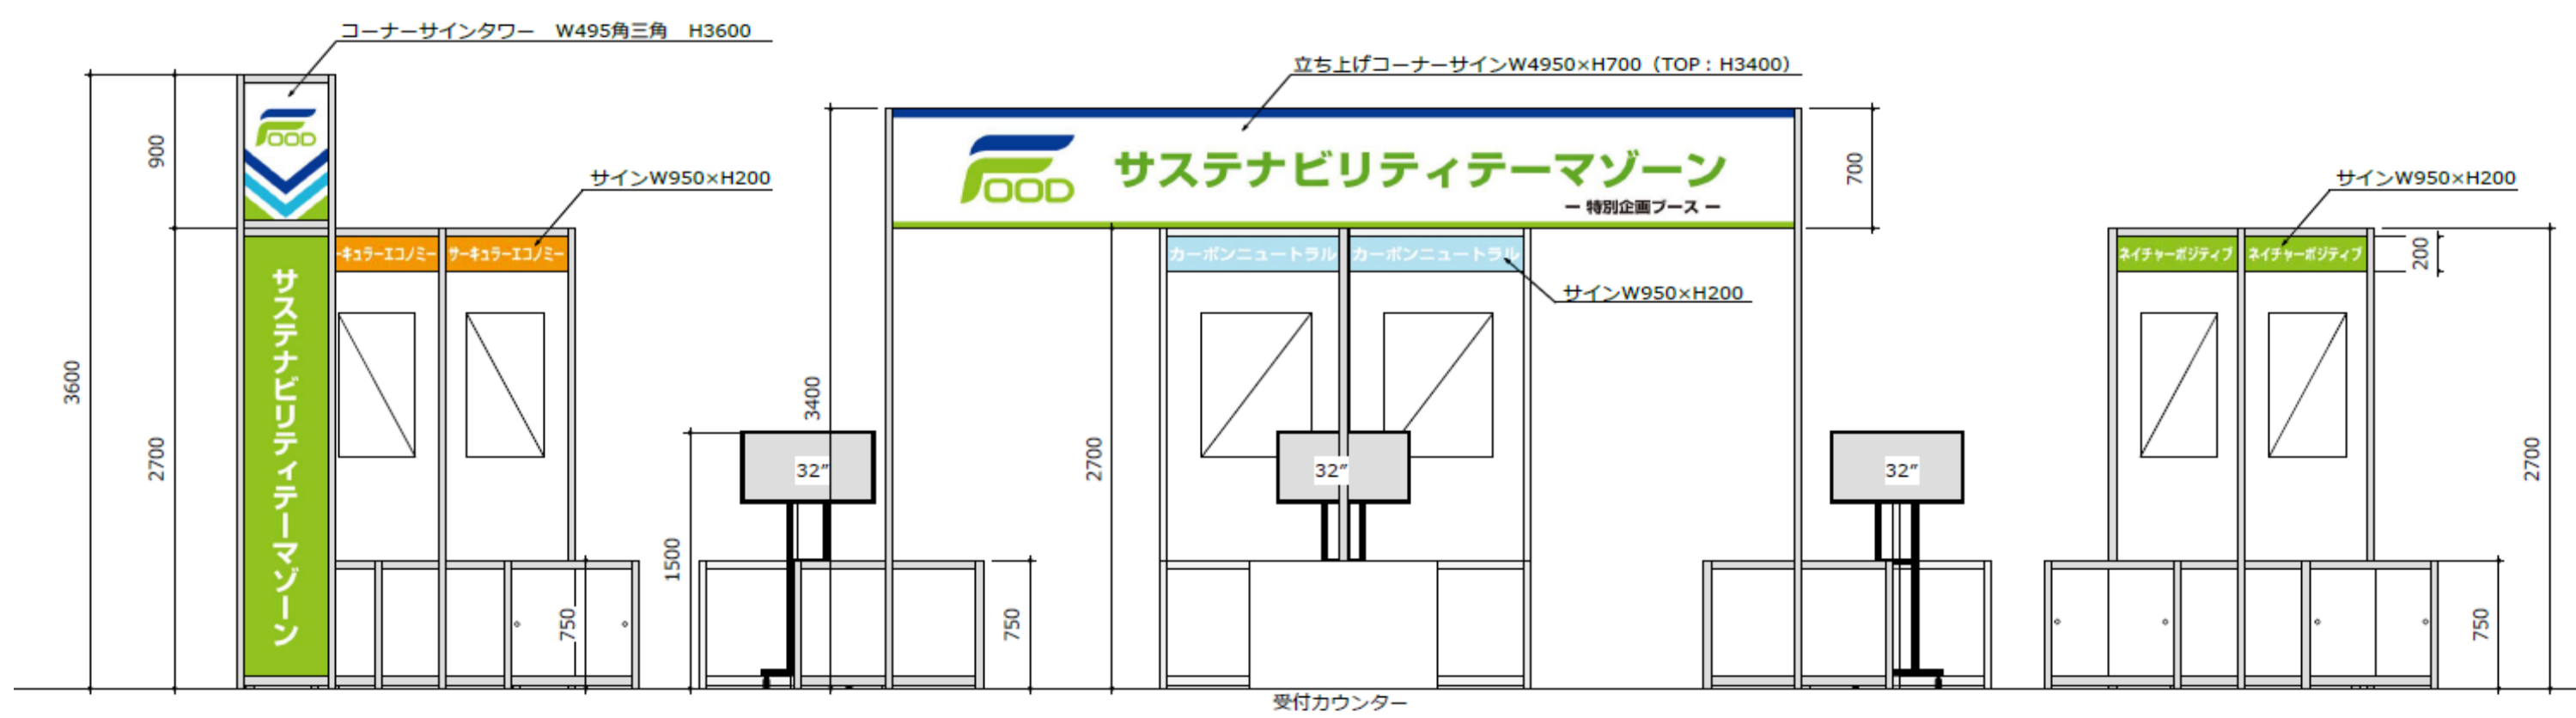 コーナーサインタワー　W495角三角　H3600
立ち上げコーナーサインW4950×H700（TOP：H3400）
900
FOOD
サインW950×H200
FOOD
サステナビリティテーマゾーン
ー 特別企画ブース ー
700
サインW950×H200
ーキュラーエコノミー
サーキュラーエコノミー
カーボンニュートラル
カーボンニュートラル
ネイチャーポジティブ
ネイチャーポジティブ
200
サインW950×H200
サステナビリティテーマゾーン
3600
2700
3400
2700
2700
32″
32″
32″
1500
750
750
750
受付カウンター